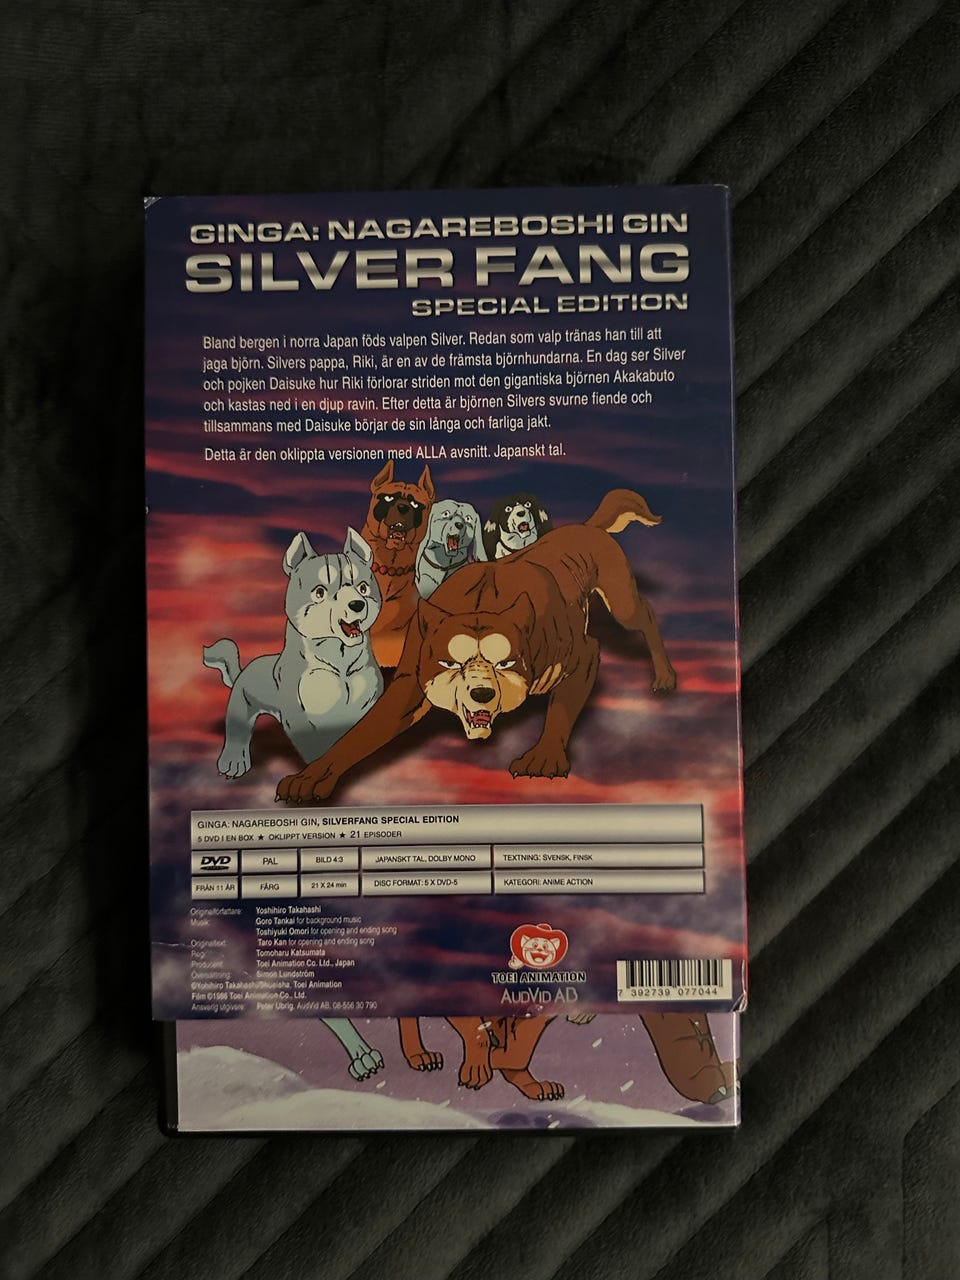 GINGA: NAGAREBOSHI GIN
SILVER FANG
SPECIAL EDITION
Bland bergen i norra Japan föds valpen Silver. Redan som valp tränas han till att
jaga björn. Silvers pappa, Riki, är en av de främsta björnhundarna. En dag ser Silver
och pojken Daisuke hur Riki förlorar striden mot den gigantiska björnen Akakabuto
och kastas ned i en djup ravin. Efter detta är björnen Silvers svurne fiende och
tillsammans med Daisuke börjar de sin långa och farliga jakt.
Detta är den oklippta versionen med ALLA avsnitt. Japanskt tal.
GINGA: NAGAREBOSHI GIN, SILVERFANG SPECIAL EDITION
5 DVD I EN BOX ★ OKLIPPT VERSION ★ 21 EPISODER
DVD PAL BILD 4:3 JAPANSKT TAL, DOLBY MONO TEXTNING: SVENSK, FINSK
VIDEO
FRÅN 11 ÅR FÄRG 21 X 24 min DISC FORMAT: 5 X DVD-5 KATEGORI: ANIME ACTION
Originalförfattare: Yoshihiro Takahashi
Musik: Goro Tankai for background music
Toshiyuki Omori for opening and ending song
Originaltext: Taro Kan for opening and ending song
Regi: Tomoharu Katsumata
Producent: Toei Animation Co. Ltd., Japan
Översättning: Simon Lundström
©Yohihiro Takahashi/Shueisha, Toei Animation
Film ©1986 Toei Animation Co., Ltd.
Ansvarig utgivare: Peter Ubrig, AudVid AB, 08-556 30 790
TOEI ANIMATION
AUDVID AB
7 392739 077044